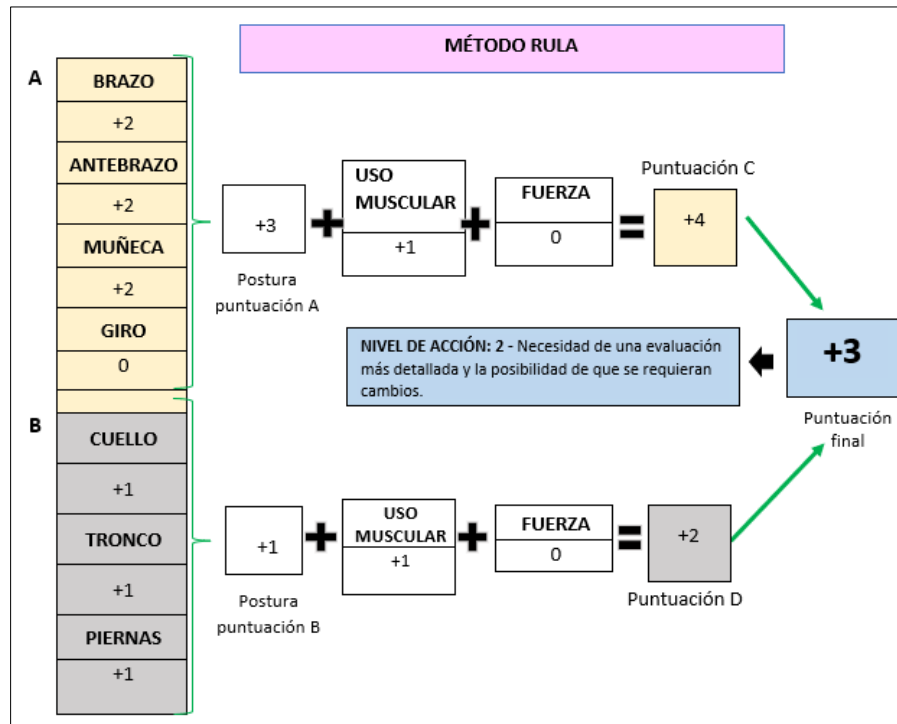 MÉTODO RULA
A
BRAZO
+2
ANTEBRAZO
+2
MUÑECA
+2
GIRO
0
+3
Postura
puntuación A
USO
MUSCULAR
+1
FUERZA
0
Puntuación C
+4
NIVEL DE ACCIÓN: 2 - Necesidad de una evaluación
más detallada y la posibilidad de que se requieran
cambios.
+3
Puntuación
final
B
CUELLO
+1
TRONCO
+1
PIERNAS
+1
+1
Postura
puntuación B
USO
MUSCULAR
+1
FUERZA
0
+2
Puntuación D